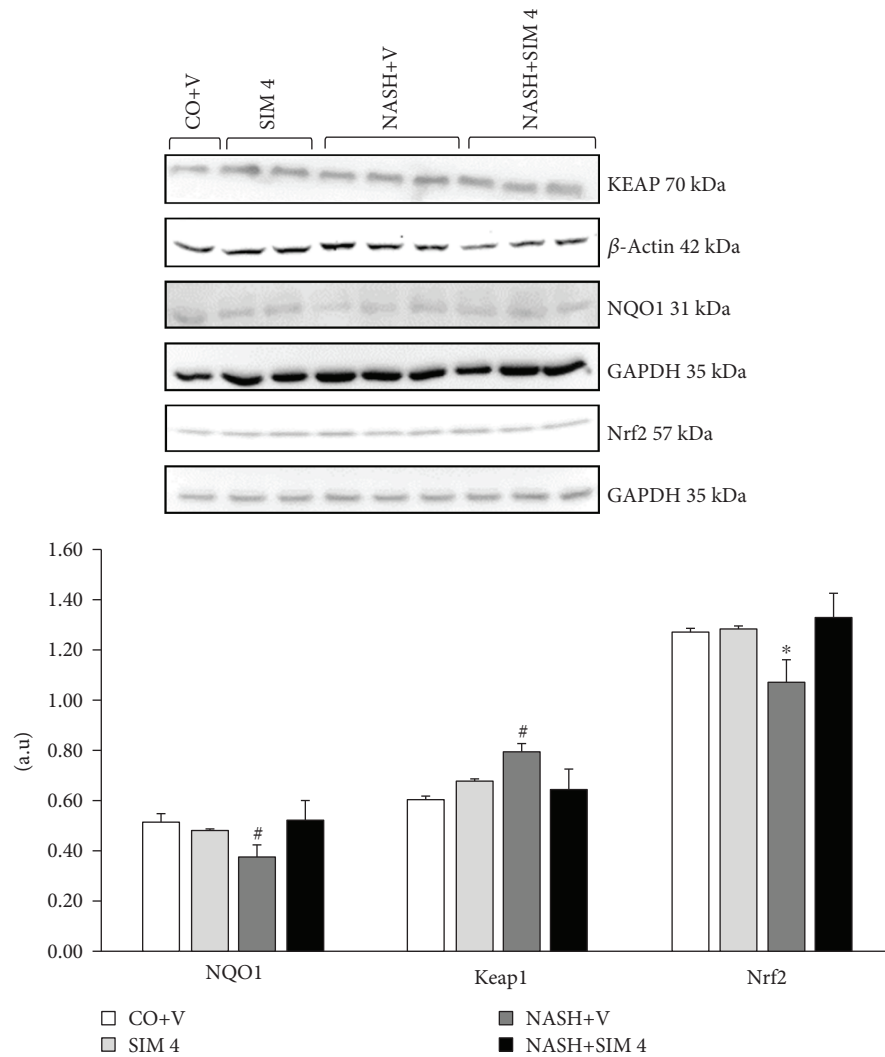 CO+V
SIM 4
NASH+V
NASH+SIM 4
KEAP 70 kDa
β-Actin 42 kDa
NQO1 31 kDa
GAPDH 35 kDa
Nrf2 57 kDa
GAPDH 35 kDa
1.60
1.40
1.20
1.00
0.80
0.60
0.40
0.20
0.00
(a.u)
#
#
*
NQO1
Keap1
Nrf2
CO+V
NASH+V
SIM 4
NASH+SIM 4